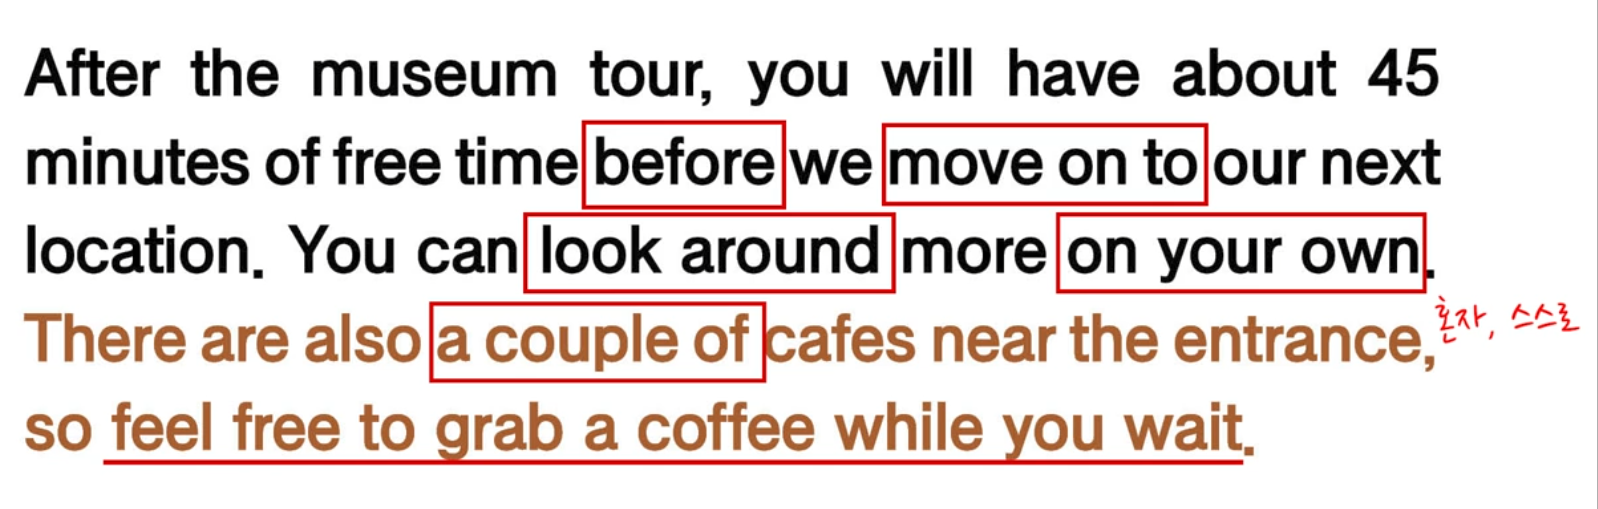 After the museum tour, you will have about 45
minutes of free time before we move on to our next
location. You can look around more on your own.
There are also a couple of cafes near the entrance,
혼자, 스스로
so feel free to grab a coffee while you wait.